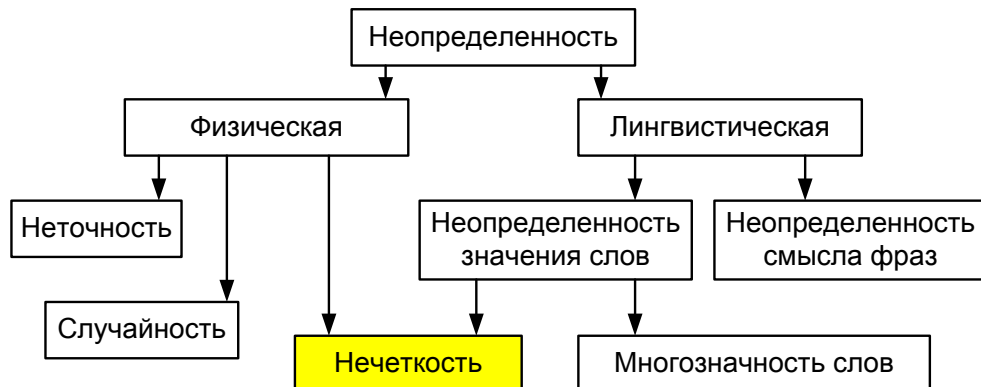 Неопределенность
Физическая
Лингвистическая
Неточность
Неопределенность
значения слов
Неопределенность
смысла фраз
Случайность
Нечеткость
Многозначность слов